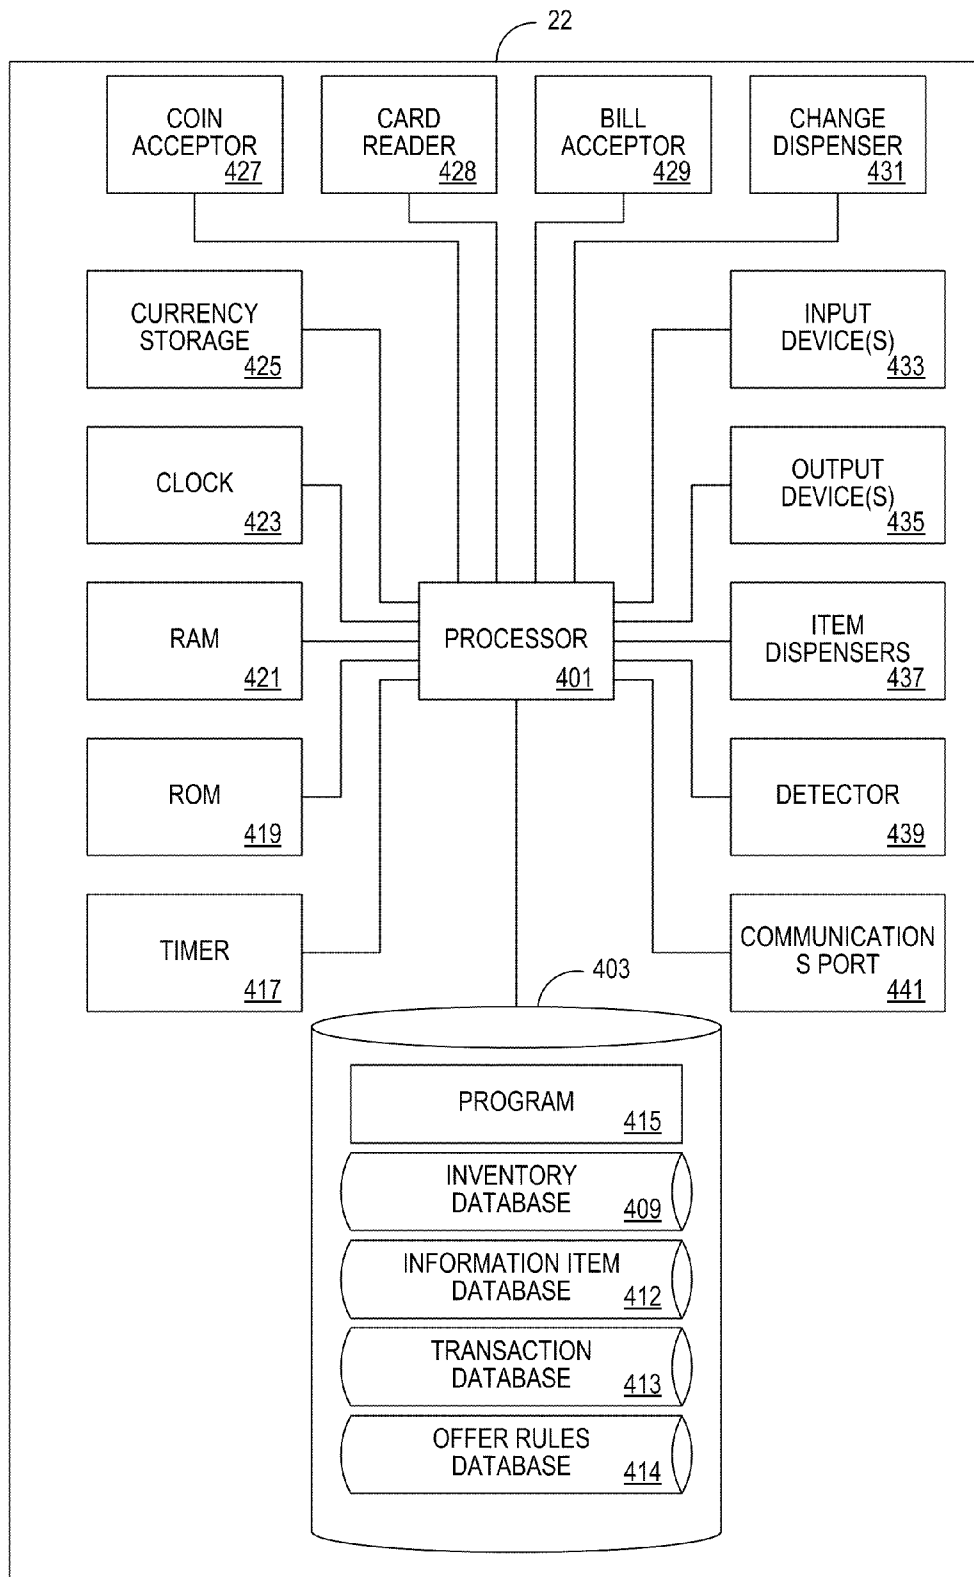 22
COIN
ACCEPTOR
427
CARD
READER
428
BILL
ACCEPTOR
429
CHANGE
DISPENSER
431
CURRENCY
STORAGE
425
INPUT
DEVICE(S)
433
CLOCK
423
OUTPUT
DEVICE(S)
435
RAM
421
PROCESSOR
401
ITEM
DISPENSERS
437
ROM
419
DETECTOR
439
TIMER
417
COMMUNICATION
S PORT
441
403
PROGRAM
415
INVENTORY
DATABASE
409
INFORMATION ITEM
DATABASE
412
TRANSACTION
DATABASE
413
OFFER RULES
DATABASE
414